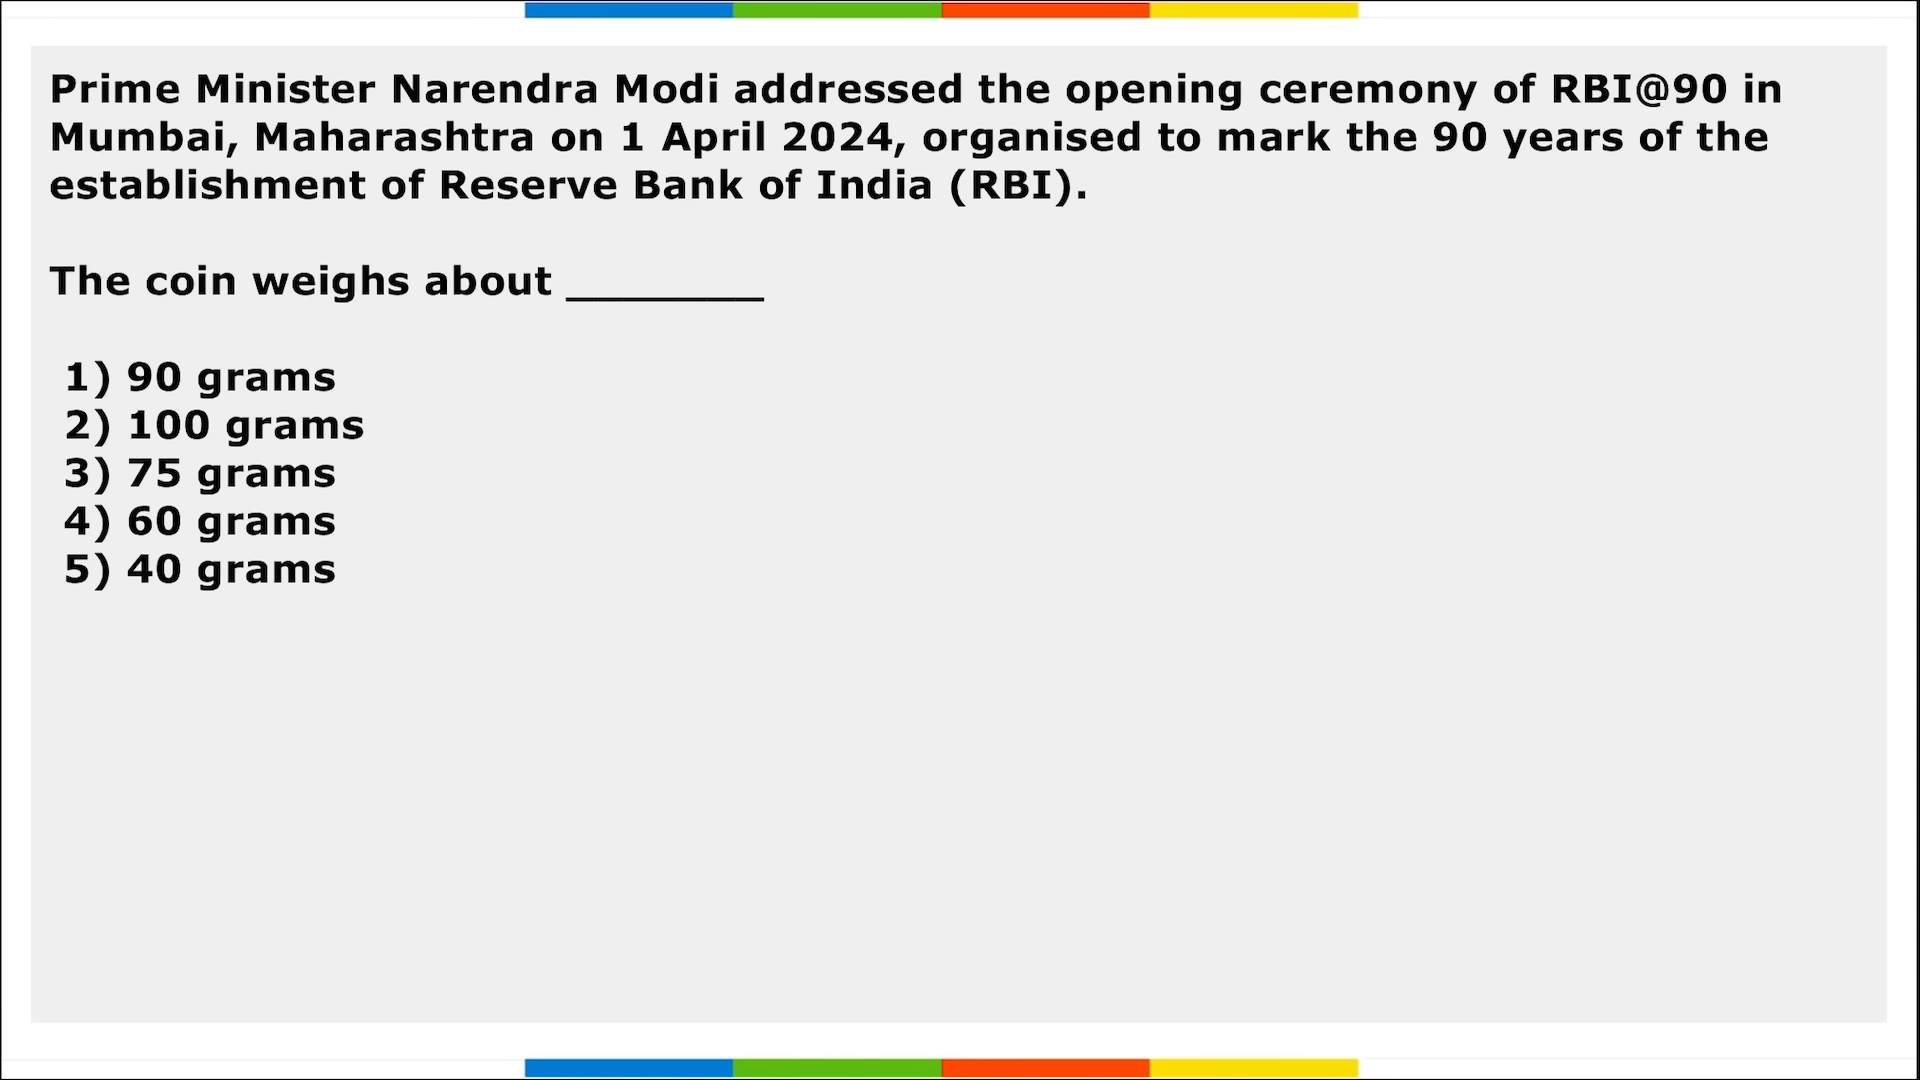 Prime Minister Narendra Modi addressed the opening ceremony of RBI@90 in
Mumbai, Maharashtra on 1 April 2024, organised to mark the 90 years of the
establishment of Reserve Bank of India (RBI).
The coin weighs about _______
1) 90 grams
2) 100 grams
3) 75 grams
4) 60 grams
5) 40 grams